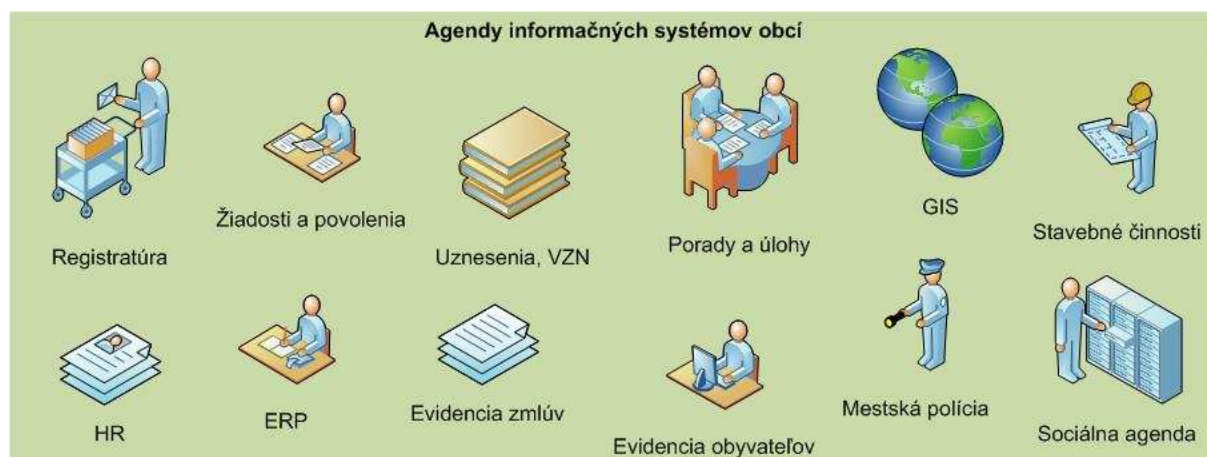 Agendy informačných systémov obcí
Registratúra
Žiadosti a povolenia
Uznesenia, VZN
Porady a úlohy
GIS
Stavebné činnosti
HR
ERP
Evidencia zmlúv
Evidencia obyvateľov
Mestská polícia
Sociálna agenda